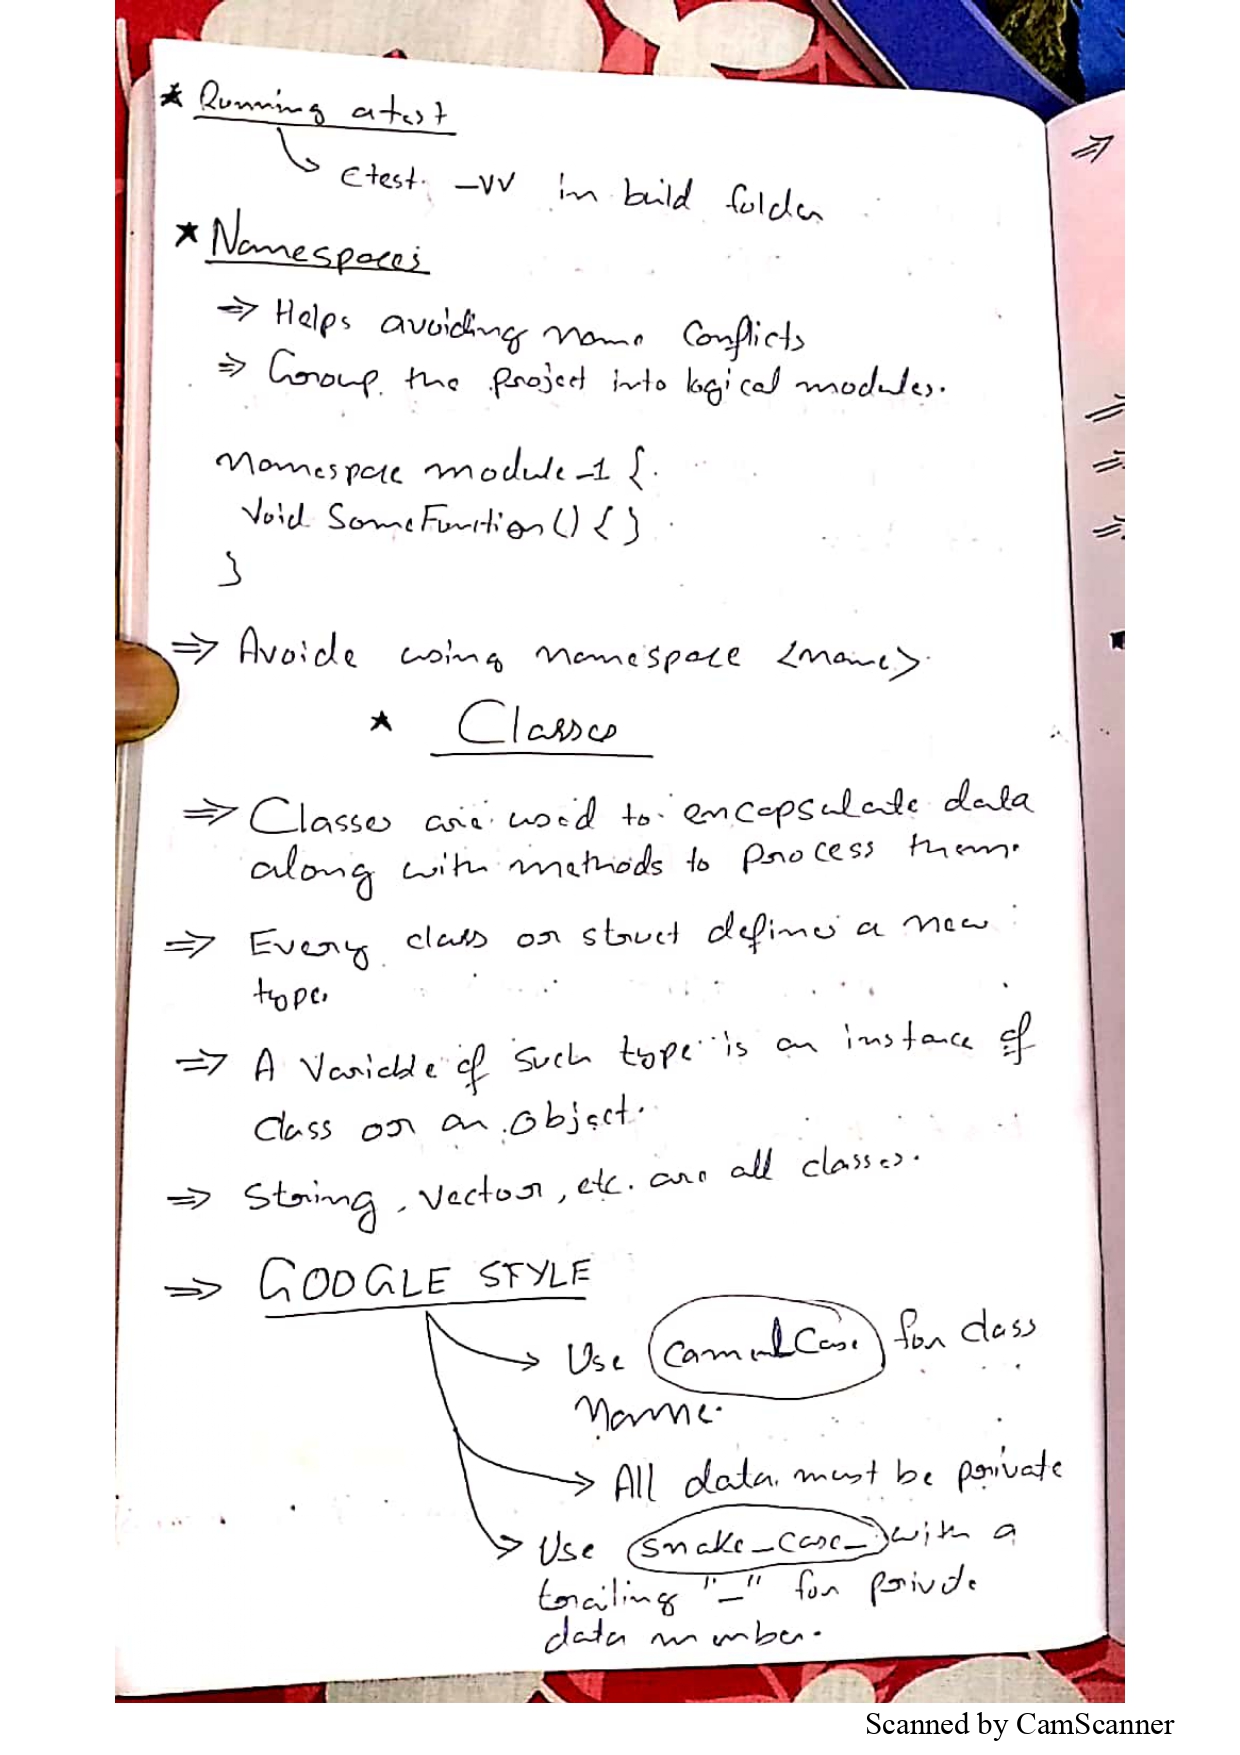 ★ Running a test
↳ Ctest -VV in build folder
★ Namespaces
⇒ Helps avoiding name conflicts
⇒ Group the project into logical modules.
namespace module_1 {
Void SomeFunction() { }
}
⇒ Avoide using namespace <name>.
★ Classes
⇒ Classes are used to encapsulate data
along with methods to process them.
⇒ Every class or struct defines a new
type.
⇒ A Variable of such type is an instance of
class or an object.
⇒ String, Vector, etc. are all classes.
⇒ GOOGLE STYLE
→ Use CamelCase for class
Name.
→ All data must be private
→ Use snake_case_ with a
trailing "_" for private
data member.
Scanned by CamScanner